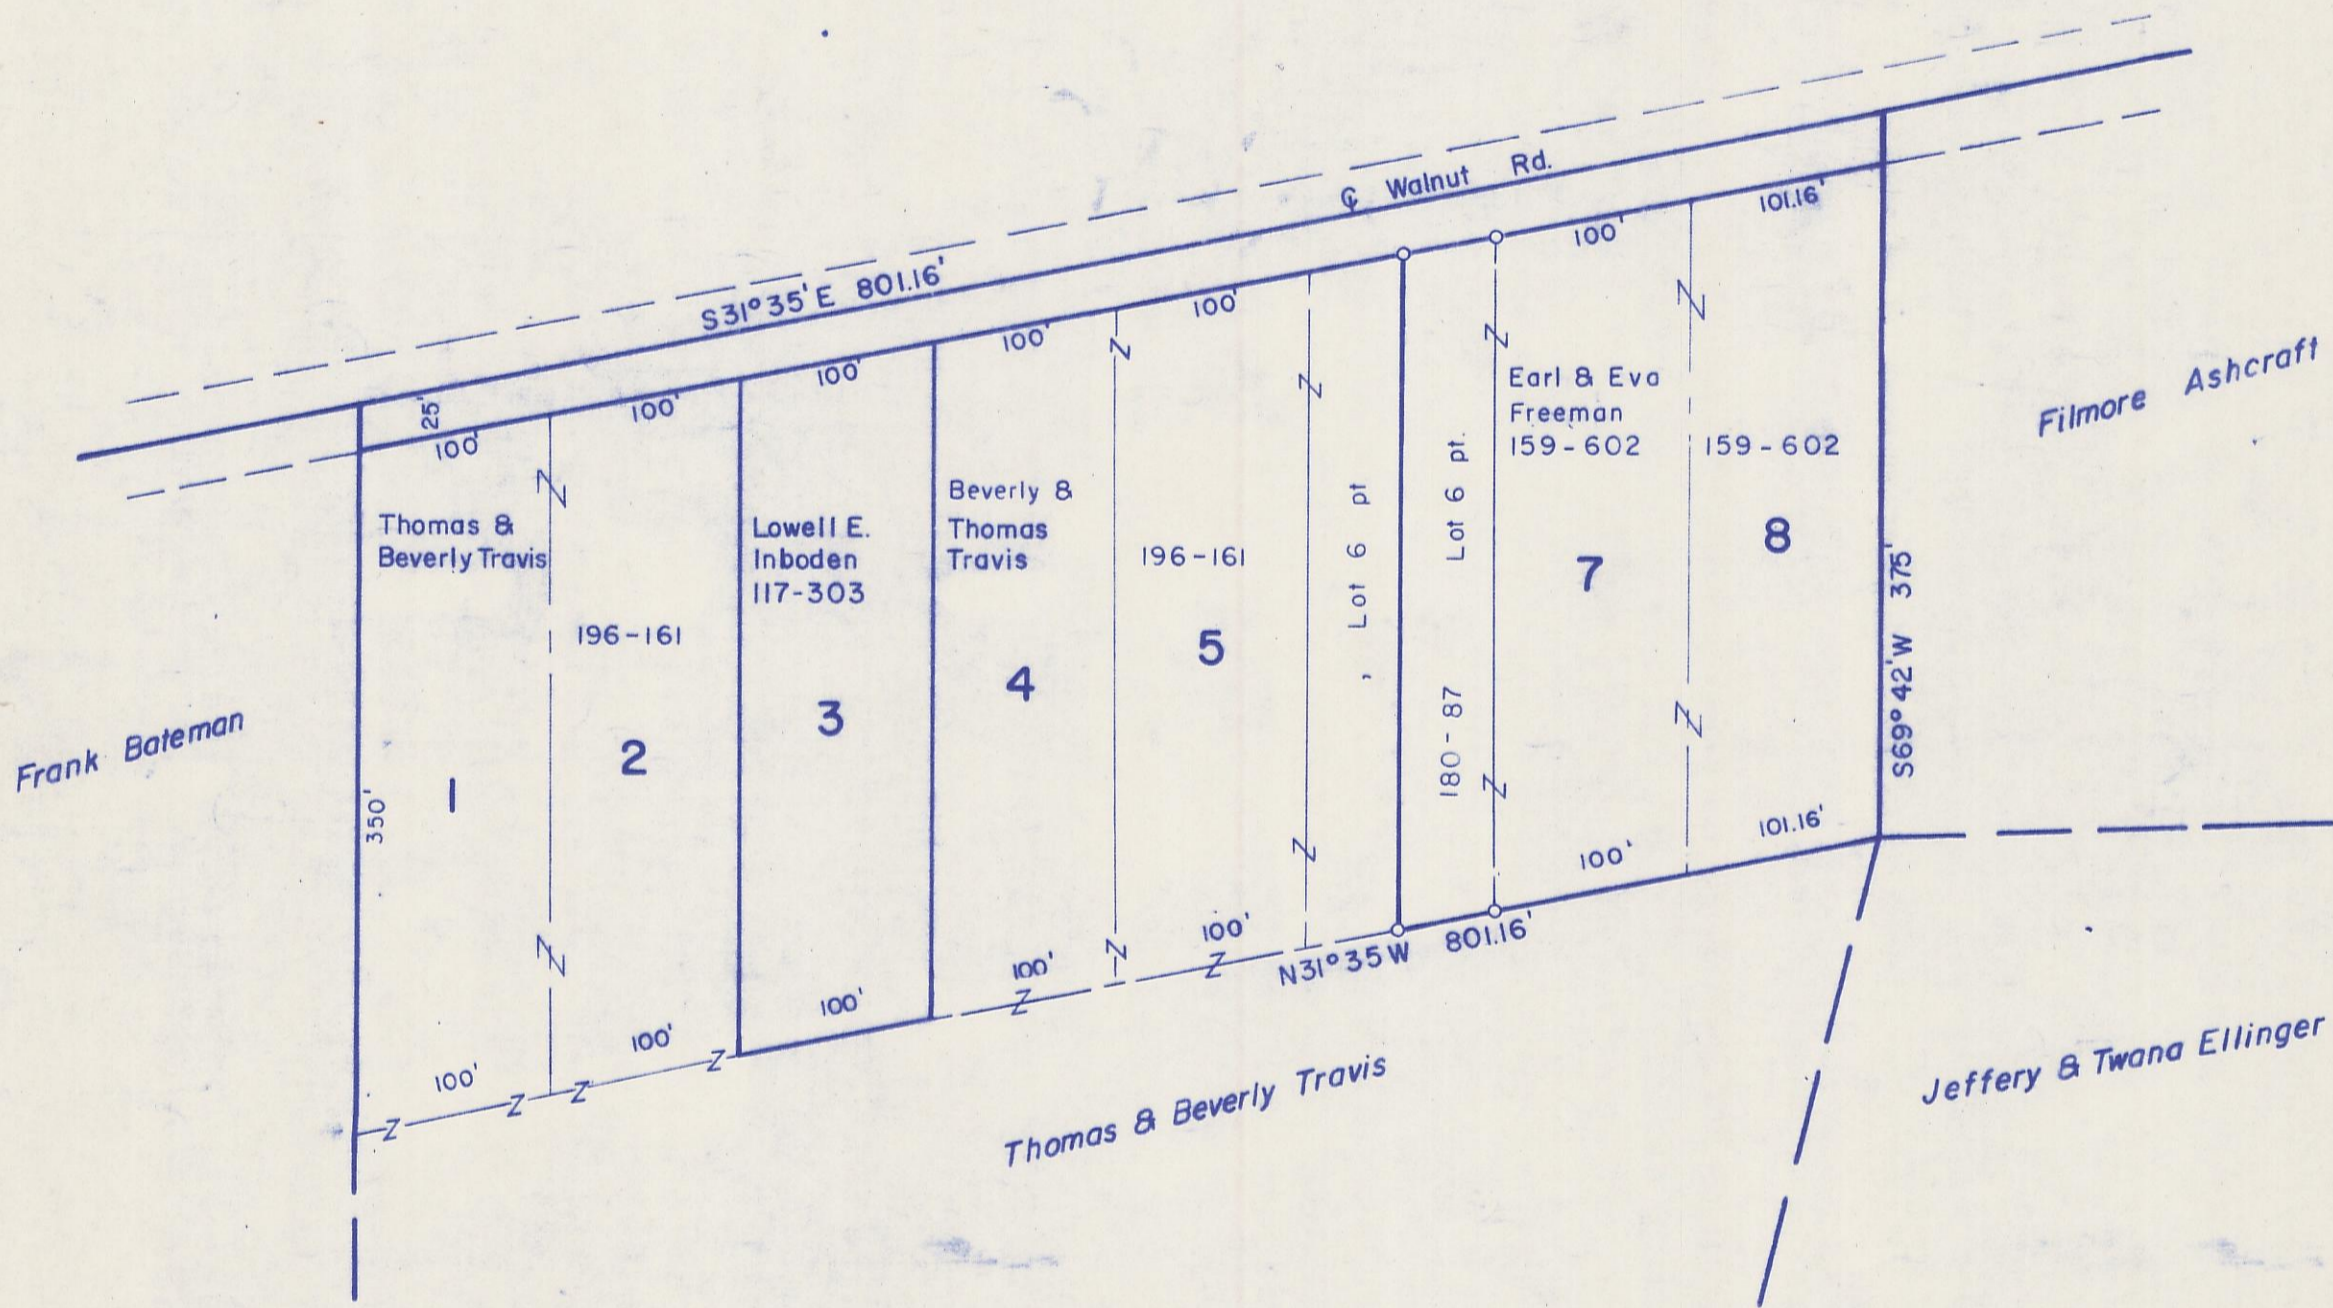 ℄ Walnut Rd.
S31°35'E 801.16'
25'
100'
100'
100'
100'
100'
100'
101.16'
Thomas &
Beverly Travis
196-161
Lowell E.
Inboden
117-303
Beverly &
Thomas
Travis
196-161
Lot 6 pt
Lot 6 pt.
180-87
Earl & Eva
Freeman
159-602
159-602
1
2
3
4
5
7
8
350'
S69°42'W 375'
Frank Bateman
Filmore Ashcraft
100'
100'
100'
100'
100'
100'
101.16'
N31°35W 801.16'
Thomas & Beverly Travis
Jeffery & Twana Ellinger